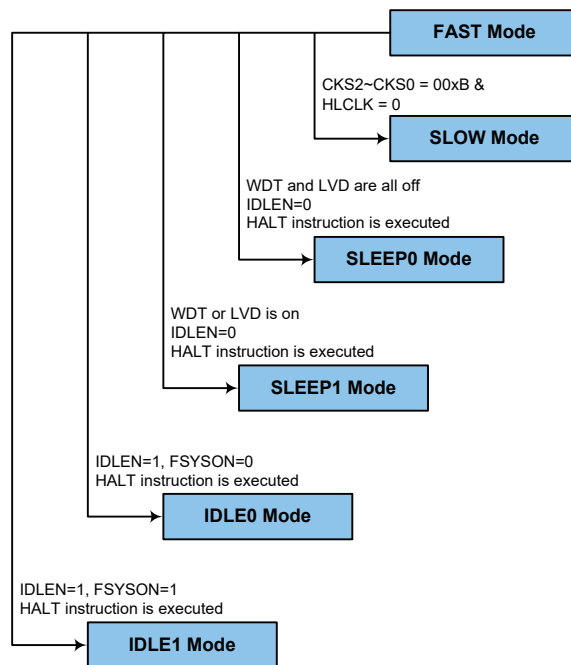 FAST Mode
CKS2~CKS0 = 00xB &
HLCLK = 0
SLOW Mode
WDT and LVD are all off
IDLEN=0
HALT instruction is executed
SLEEP0 Mode
WDT or LVD is on
IDLEN=0
HALT instruction is executed
SLEEP1 Mode
IDLEN=1, FSYSON=0
HALT instruction is executed
IDLE0 Mode
IDLEN=1, FSYSON=1
HALT instruction is executed
IDLE1 Mode